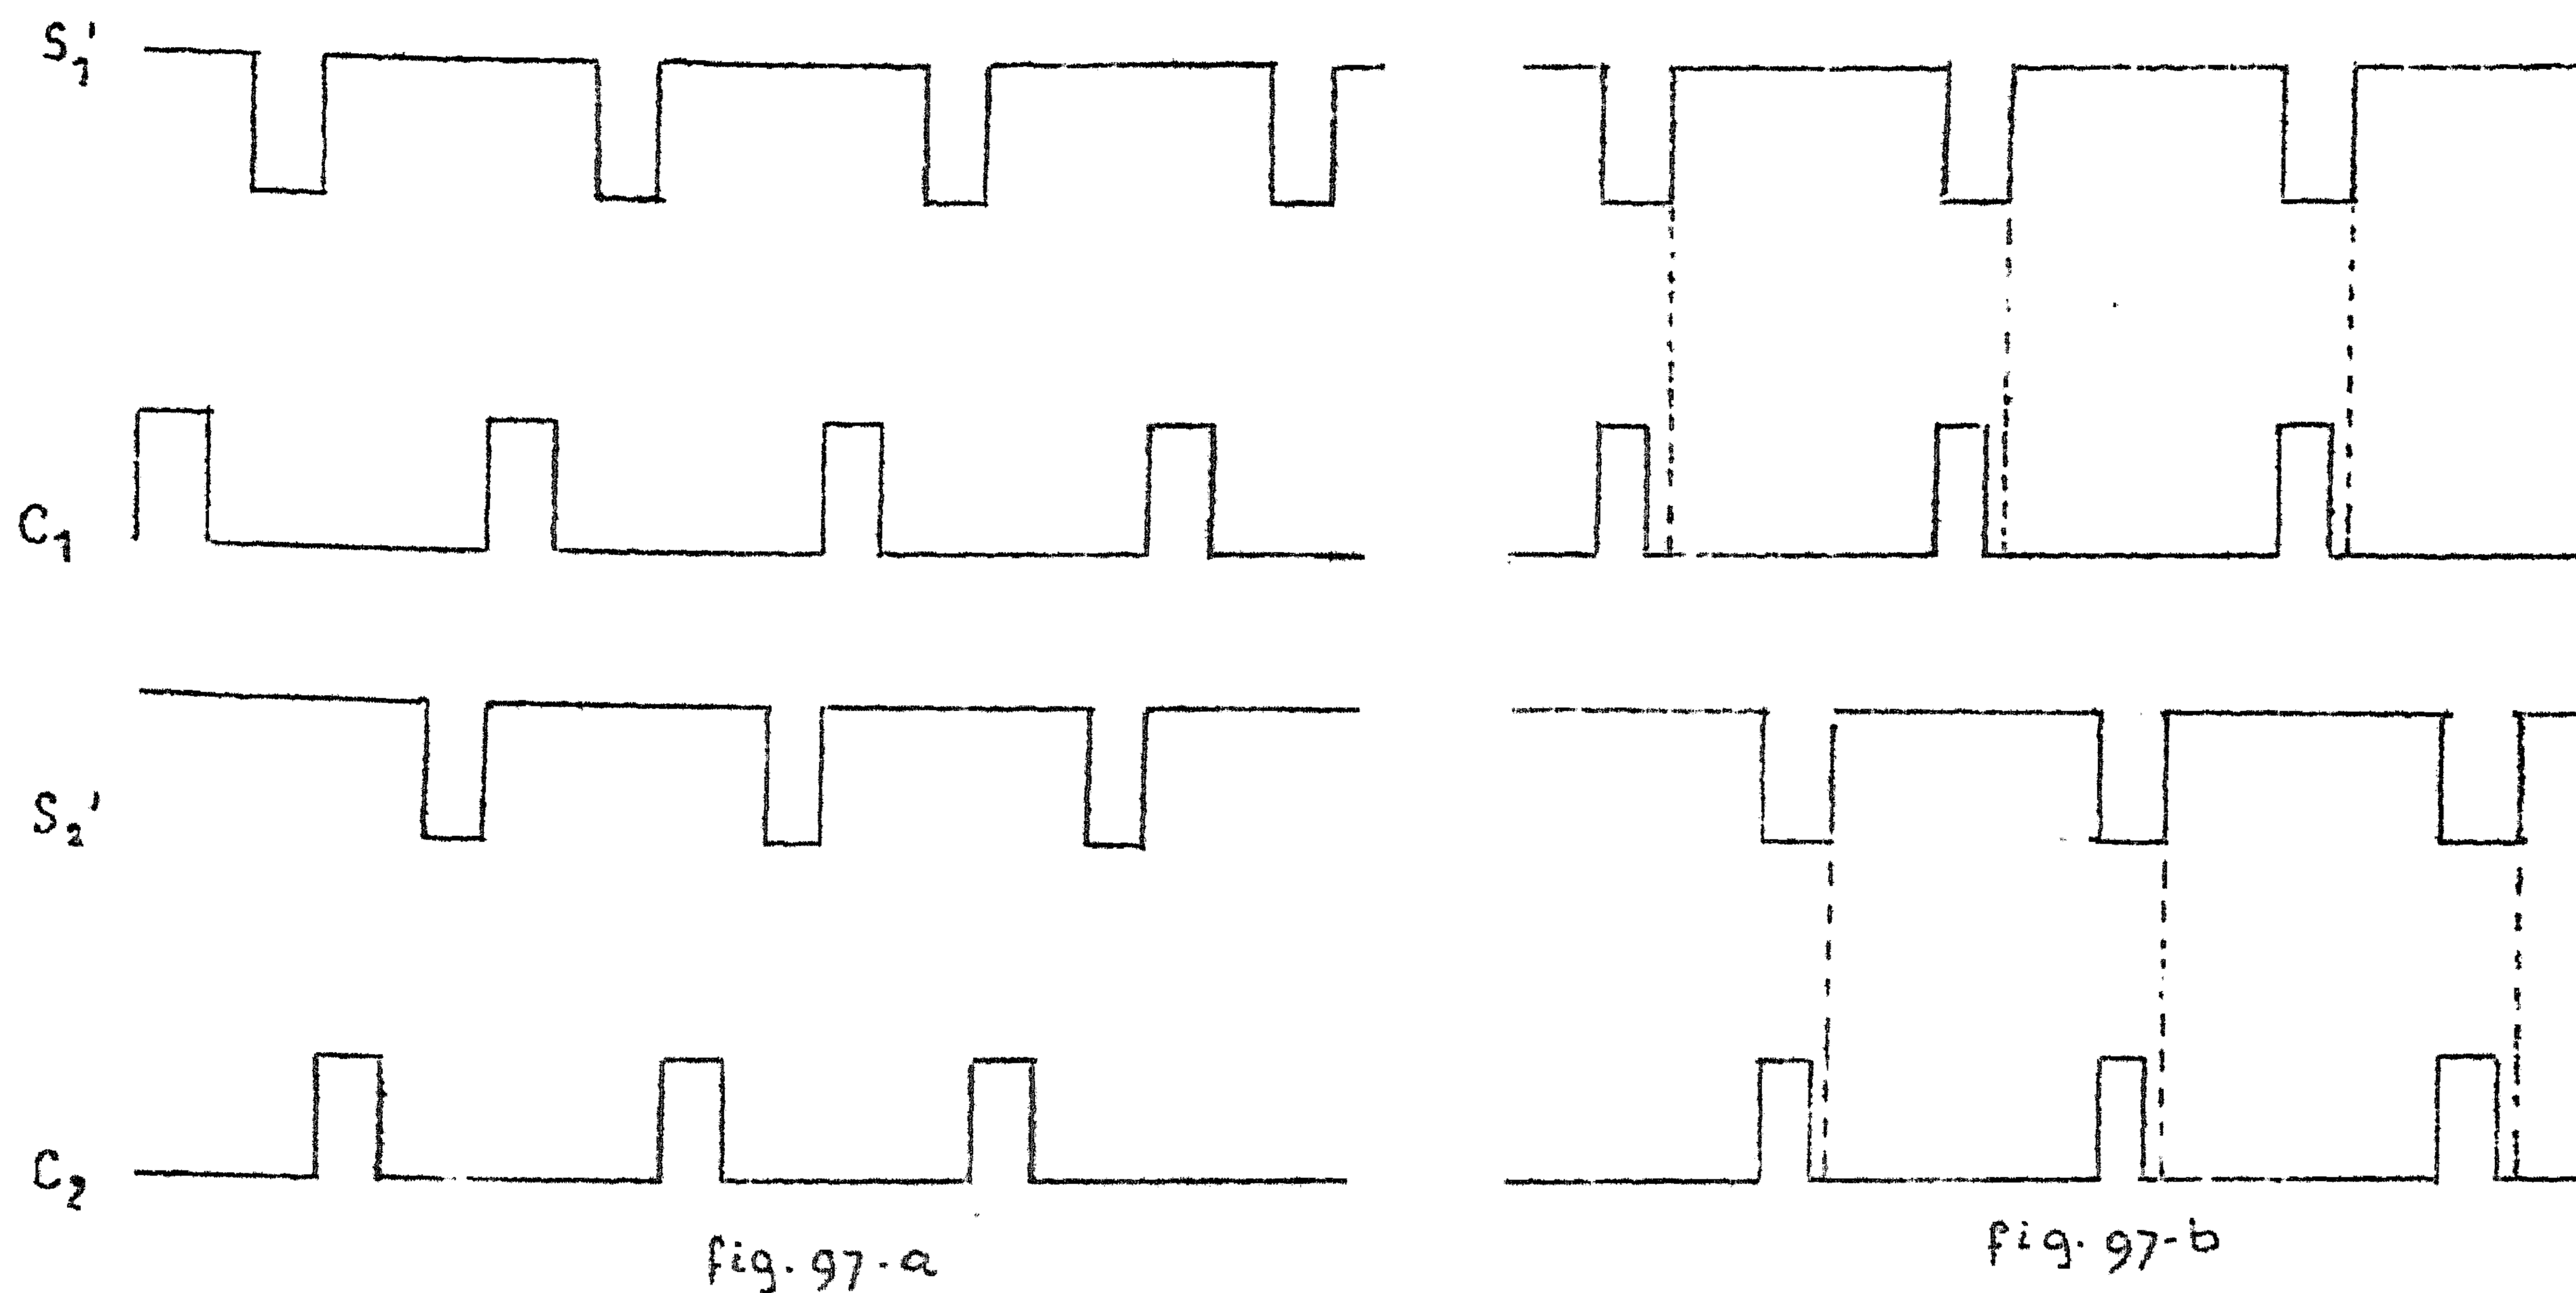 S₁'
C₁
S₂'
C₂
fig. 97-a
fig. 97-b